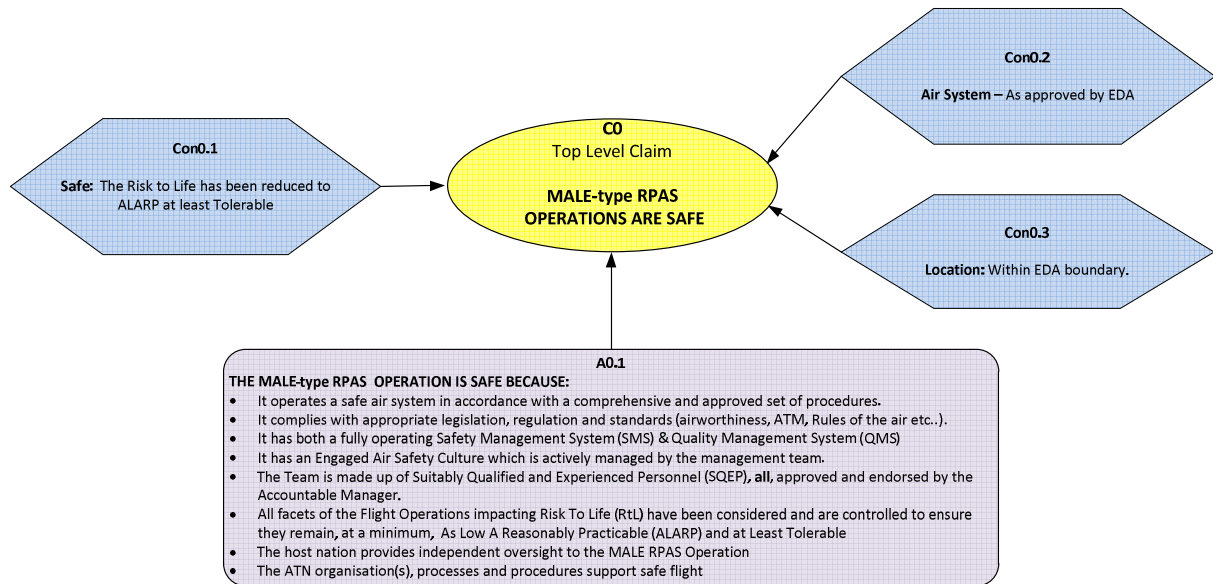 Con0.1
Safe: The Risk to Life has been reduced to
ALARP at least Tolerable
C0
Top Level Claim
MALE-type RPAS
OPERATIONS ARE SAFE
Con0.2
Air System – As approved by EDA
Con0.3
Location: Within EDA boundary.
A0.1
THE MALE-type RPAS OPERATION IS SAFE BECAUSE:
• It operates a safe air system in accordance with a comprehensive and approved set of procedures.
• It complies with appropriate legislation, regulation and standards (airworthiness, ATM, Rules of the air etc..).
• It has both a fully operating Safety Management System (SMS) & Quality Management System (QMS)
• It has an Engaged Air Safety Culture which is actively managed by the management team.
• The Team is made up of Suitably Qualified and Experienced Personnel (SQEP), all, approved and endorsed by the
Accountable Manager.
• All facets of the Flight Operations impacting Risk To Life (RtL) have been considered and are controlled to ensure
they remain, at a minimum, As Low A Reasonably Practicable (ALARP) and at Least Tolerable
• The host nation provides independent oversight to the MALE RPAS Operation
• The ATN organisation(s), processes and procedures support safe flight